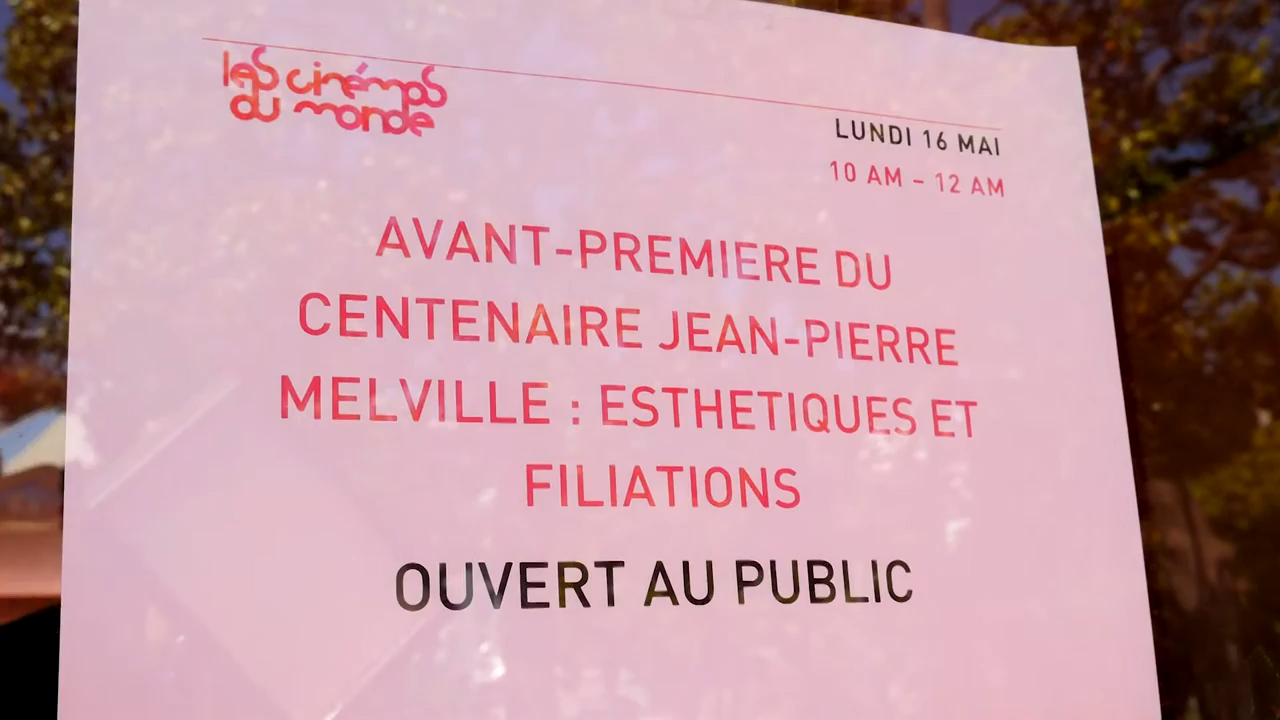 les cinémas
du monde
LUNDI 16 MAI
10 AM – 12 AM
AVANT-PREMIERE DU
CENTENAIRE JEAN-PIERRE
MELVILLE : ESTHETIQUES ET
FILIATIONS
OUVERT AU PUBLIC